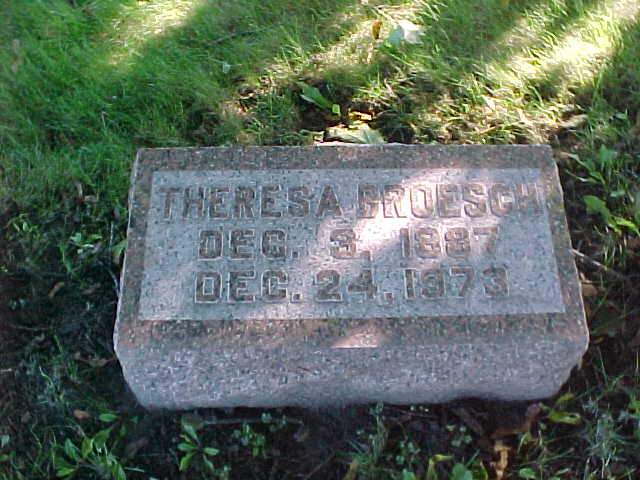 THERESA GROESCH
DEC. 3, 1887
DEC. 24, 1973